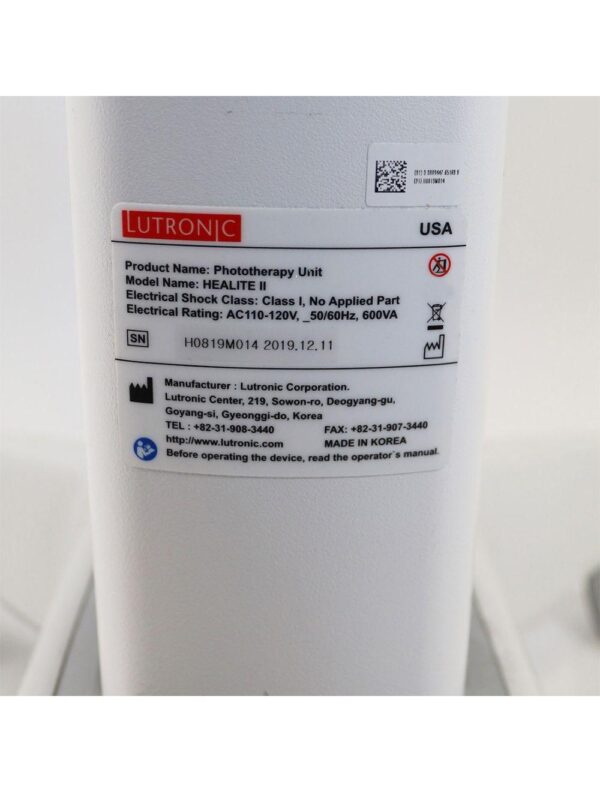 (21)H0819M014
LUTRONIC
USA
Product Name: Phototherapy Unit
Model Name: HEALITE II
Electrical Shock Class: Class I, No Applied Part
Electrical Rating: AC110-120V, _50/60Hz, 600VA
SN H0819M014 2019.12.11
Manufacturer : Lutronic Corporation.
Lutronic Center, 219, Sowon-ro, Deogyang-gu,
Goyang-si, Gyeonggi-do, Korea
TEL : +82-31-908-3440 FAX: +82-31-907-3440
http://www.lutronic.com MADE IN KOREA
Before operating the device, read the operator's manual.